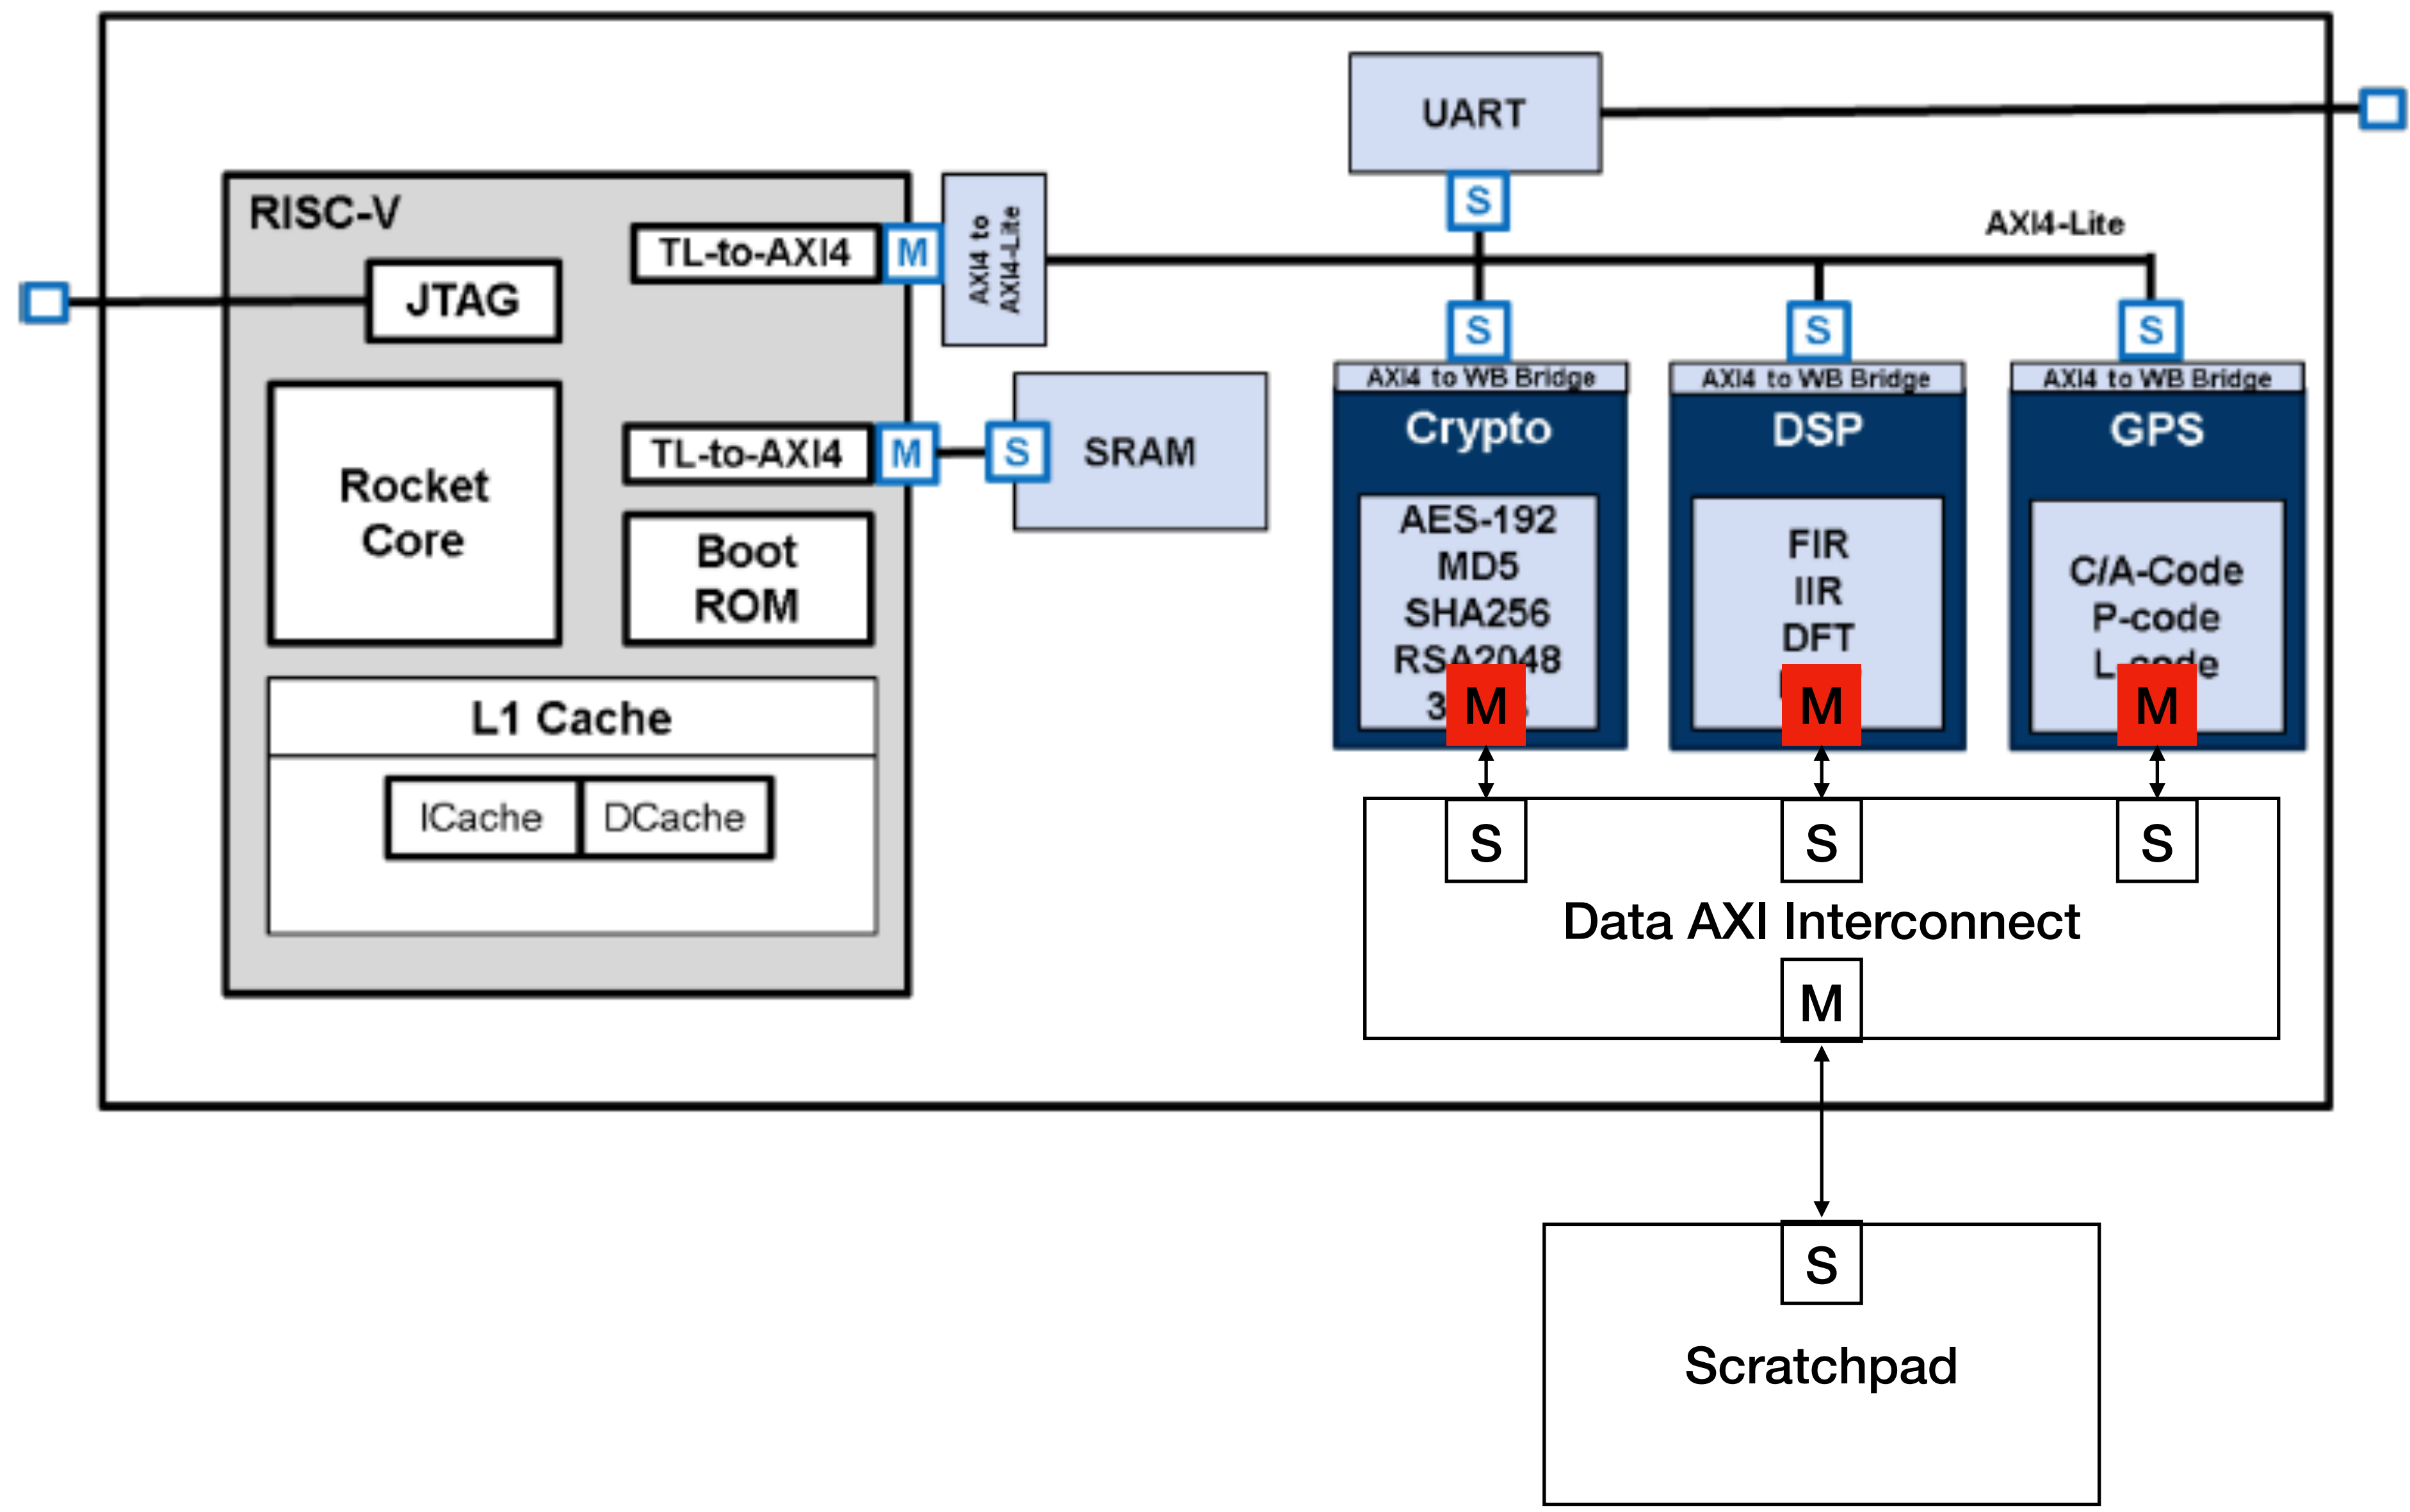 UART
S
AXI4-Lite
RISC-V
TL-to-AXI4
M
AXI4 to
AXI4-Lite
JTAG
S
S
S
AXI4 to WB Bridge
AXI4 to WB Bridge
AXI4 to WB Bridge
Crypto
DSP
GPS
TL-to-AXI4
M
S
SRAM
Rocket
Core
Boot
ROM
AES-192
MD5
SHA256
RSA2048
FIR
IIR
DFT
C/A-Code
P-code
L-code
M
M
M
L1 Cache
ICache
DCache
S
S
S
Data AXI Interconnect
M
S
Scratchpad